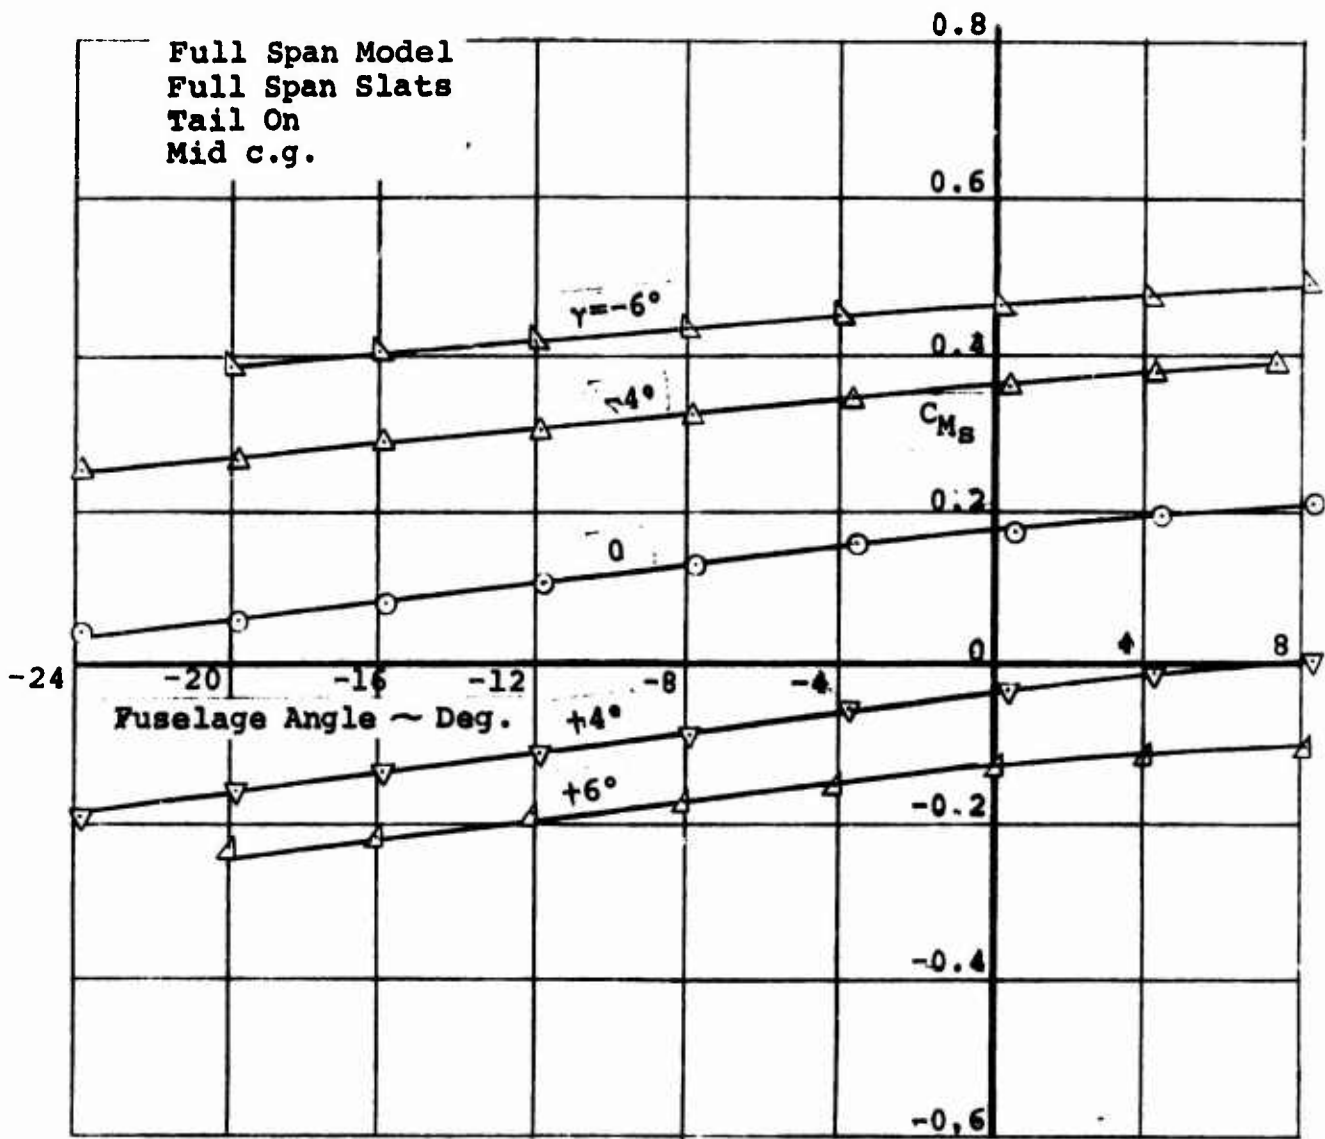 0.8
Full Span Model
Full Span Slats
Tail On
Mid c.g.
0.6
γ=-6°
0.4
-4°
CMs
0.2
0
0 4 8
-24 -20 -16 -12 -8 -4
Fuselage Angle ~ Deg. +4°
+6°
-0.2
-0.4
-0.6